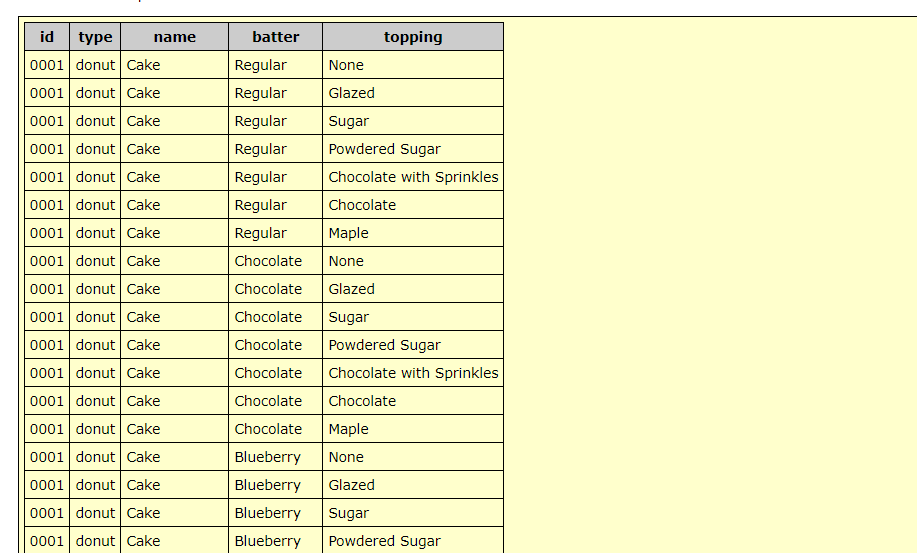 id type name batter topping
0001 donut Cake Regular None
0001 donut Cake Regular Glazed
0001 donut Cake Regular Sugar
0001 donut Cake Regular Powdered Sugar
0001 donut Cake Regular Chocolate with Sprinkles
0001 donut Cake Regular Chocolate
0001 donut Cake Regular Maple
0001 donut Cake Chocolate None
0001 donut Cake Chocolate Glazed
0001 donut Cake Chocolate Sugar
0001 donut Cake Chocolate Powdered Sugar
0001 donut Cake Chocolate Chocolate with Sprinkles
0001 donut Cake Chocolate Chocolate
0001 donut Cake Chocolate Maple
0001 donut Cake Blueberry None
0001 donut Cake Blueberry Glazed
0001 donut Cake Blueberry Sugar
0001 donut Cake Blueberry Powdered Sugar